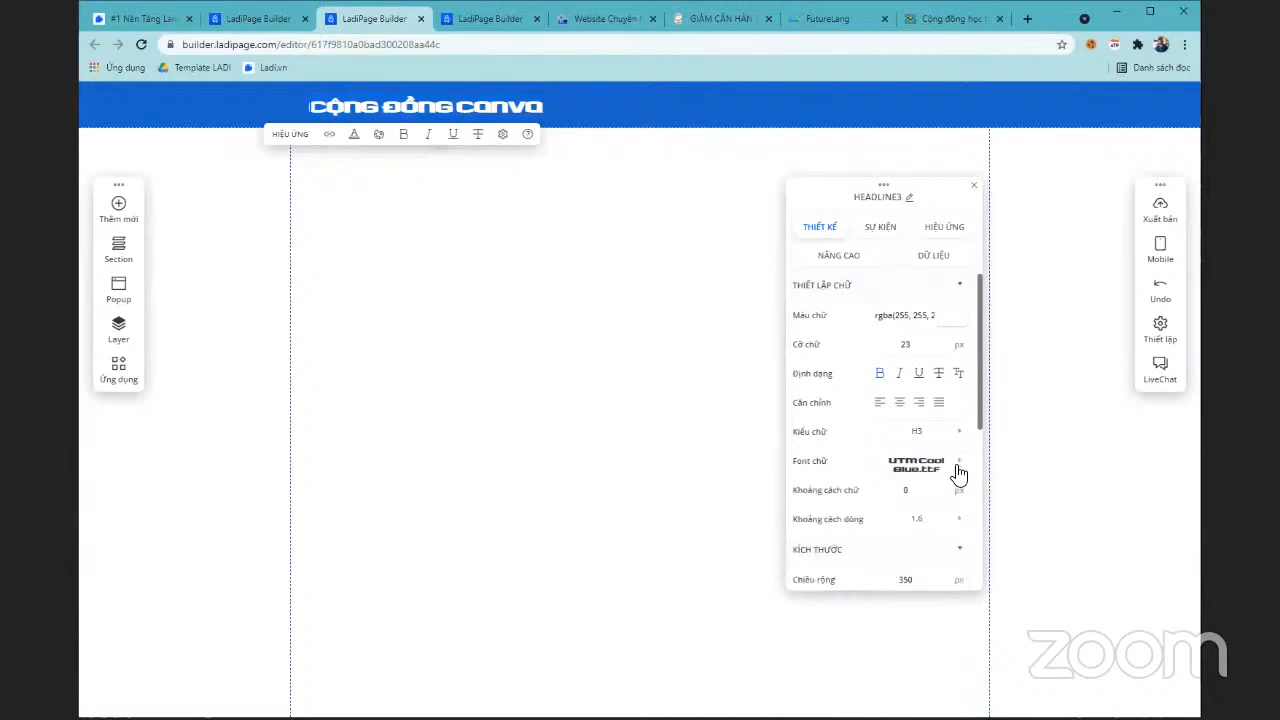 #1 Nền Tảng Lan
LadiPage Builder
LadiPage Builder
LadiPage Builder
Website Chuyên
GIẢM CÂN HÀN
FutureLang
Cộng đồng học
builder.ladipage.com/editor/617f9810a0bad300208aa44c
Ứng dụng
Template LADI
Ladi.vn
Danh sách đọc
CỘNG ĐỒNG Canva
HIỆU ỨNG
Thêm mới
Section
Popup
Layer
Ứng dụng
HEADLINE3
THIẾT KẾ
SỰ KIỆN
HIỆU ỨNG
NÂNG CAO
DỮ LIỆU
THIẾT LẬP CHỮ
Màu chữ
rgba(255, 255, 2
Cỡ chữ
23
px
Định dạng
Căn chỉnh
Kiểu chữ
H3
Font chữ
UTM Cool
Blue.ttf
Khoảng cách chữ
0
px
Khoảng cách dòng
1.6
KÍCH THƯỚC
Chiều rộng
350
px
Xuất bản
Mobile
Undo
Thiết lập
LiveChat
zoom